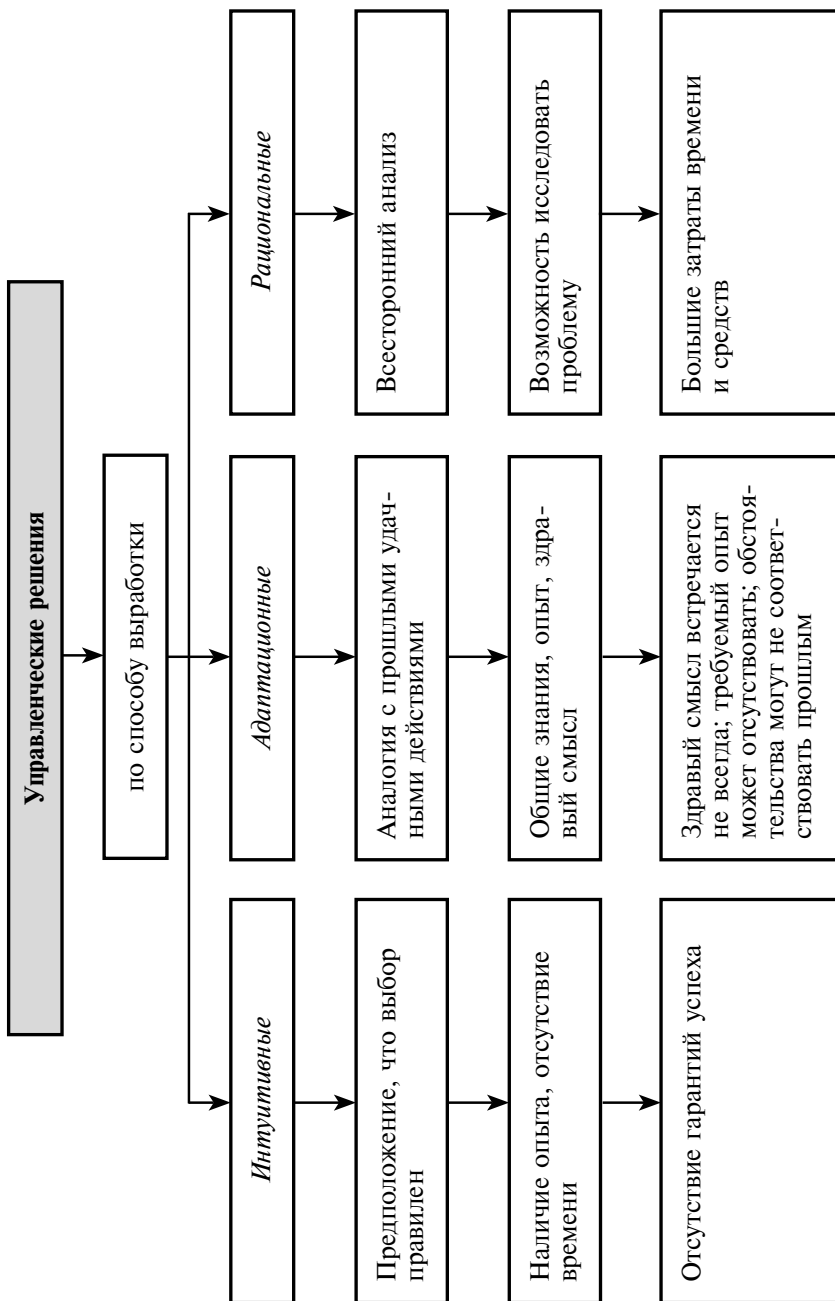 Управленческие решения
по способу выработки
Интуитивные
Адаптационные
Рациональные
Предположение, что выбор
правилен
Аналогия с прошлыми удач-
ными действиями
Всесторонний анализ
Наличие опыта, отсутствие
времени
Общие знания, опыт, здра-
вый смысл
Возможность исследовать
проблему
Отсутствие гарантий успеха
Здравый смысл встречается
не всегда; требуемый опыт
может отсутствовать; обстоя-
тельства могут не соответ-
ствовать прошлым
Большие затраты времени
и средств